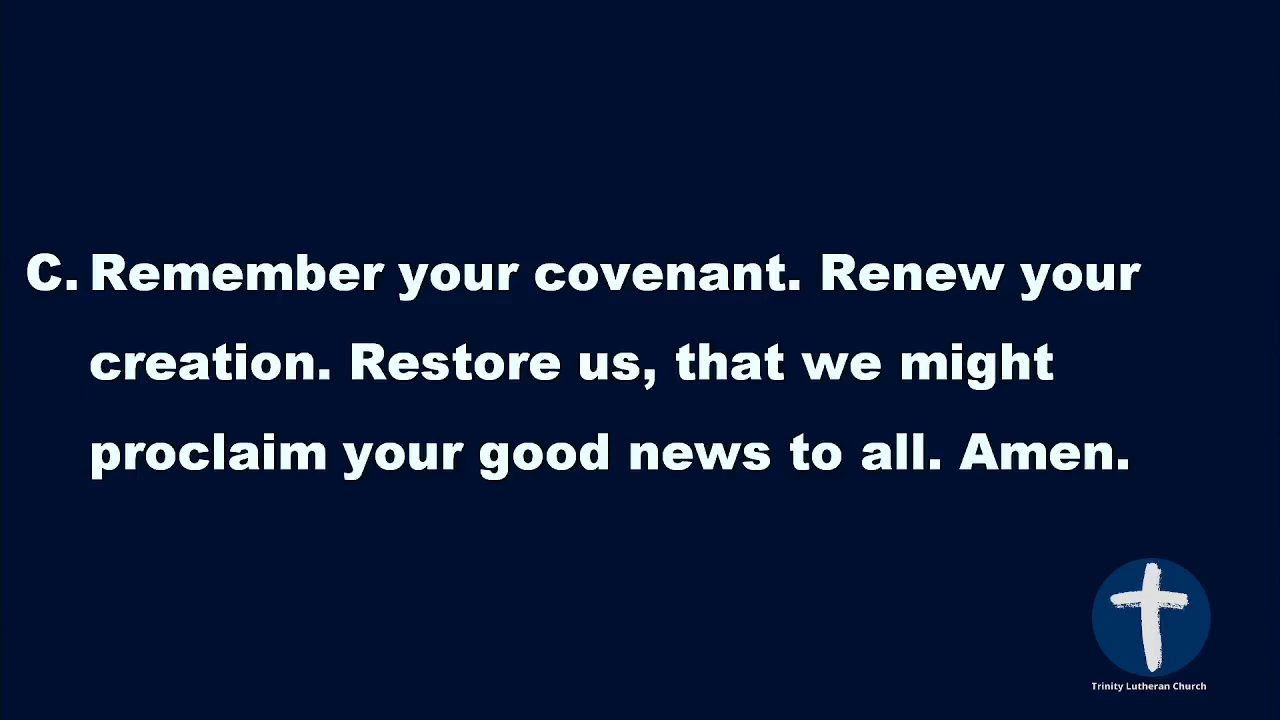 C. Remember your covenant. Renew your
creation. Restore us, that we might
proclaim your good news to all. Amen.
Trinity Lutheran Church